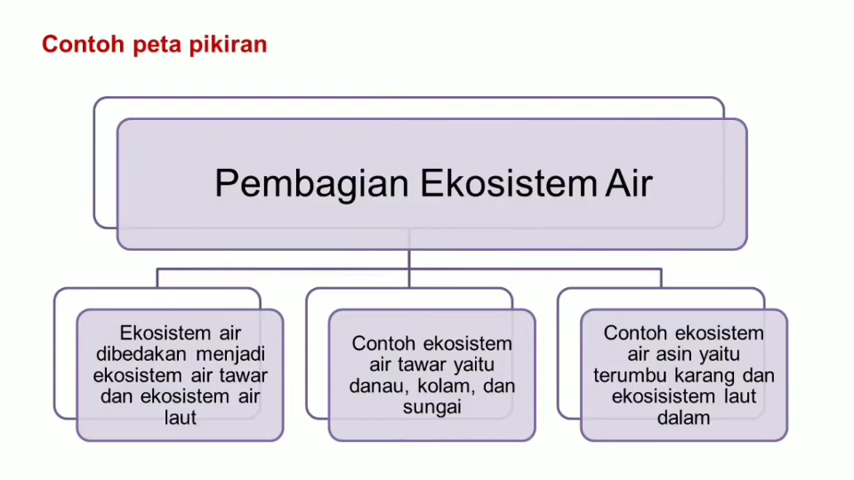 Contoh peta pikiran
Pembagian Ekosistem Air
Ekosistem air
dibedakan menjadi
ekosistem air tawar
dan ekosistem air
laut
Contoh ekosistem
air tawar yaitu
danau, kolam, dan
sungai
Contoh ekosistem
air asin yaitu
terumbu karang dan
ekosisistem laut
dalam